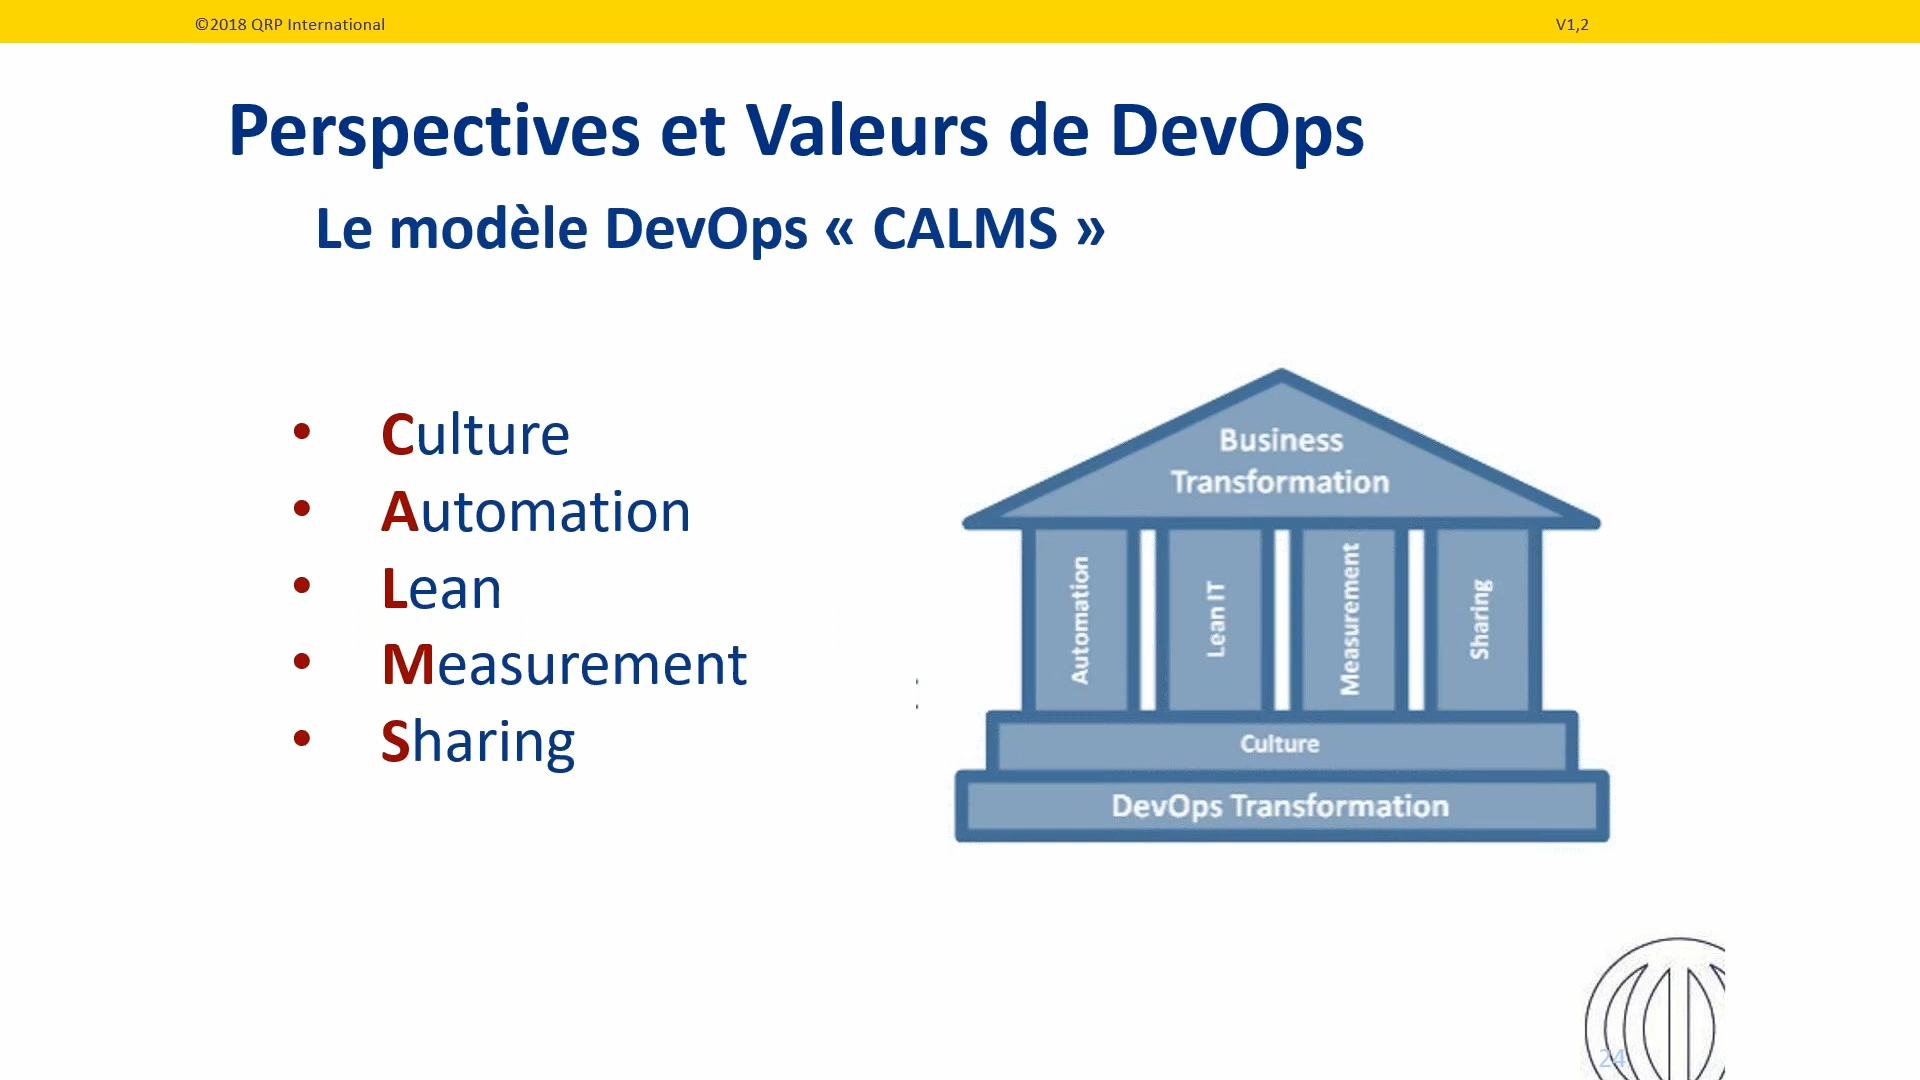 ©2018 QRP International
V1,2
Perspectives et Valeurs de DevOps
Le modèle DevOps « CALMS »
• Culture
• Automation
• Lean
• Measurement
• Sharing
Business
Transformation
Automation
Lean IT
Measurement
Sharing
Culture
DevOps Transformation
24